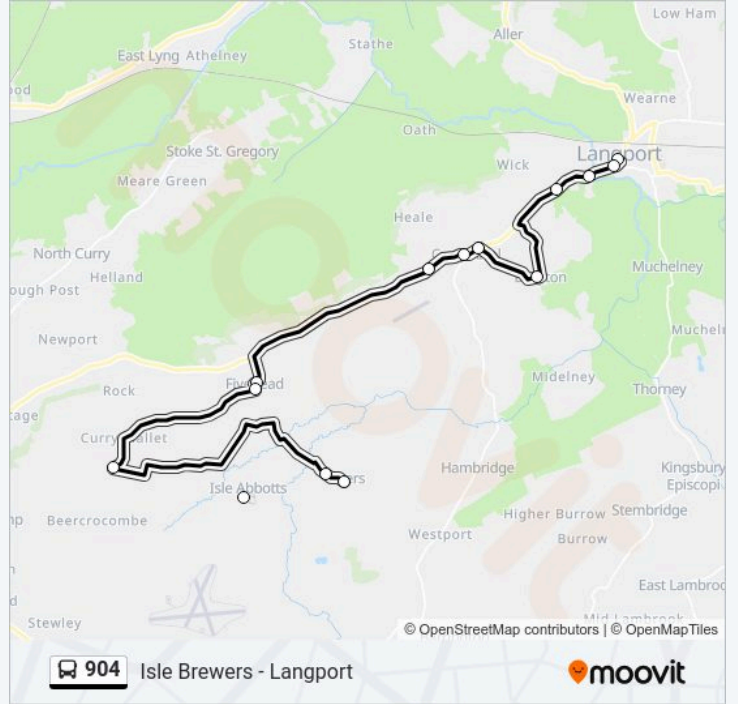 Low Ham
Aller
Stathe
East Lyng Athelney
Wearne
Oath
Langport
Stoke St. Gregory
Wick
Meare Green
Heale
North Curry
Muchelney
Helland
ough Post
Newport
Midelney
Rock
Thorney
tage
Hambridge
Kingsbury
Episcopi
Isle Abbotts
Higher Burrow
Stembridge
Beercrocombe
Westport
Burrow
East Lambroo
Stewley
© OpenStreetMap contributors | © OpenMapTiles
904 Isle Brewers - Langport
moovit